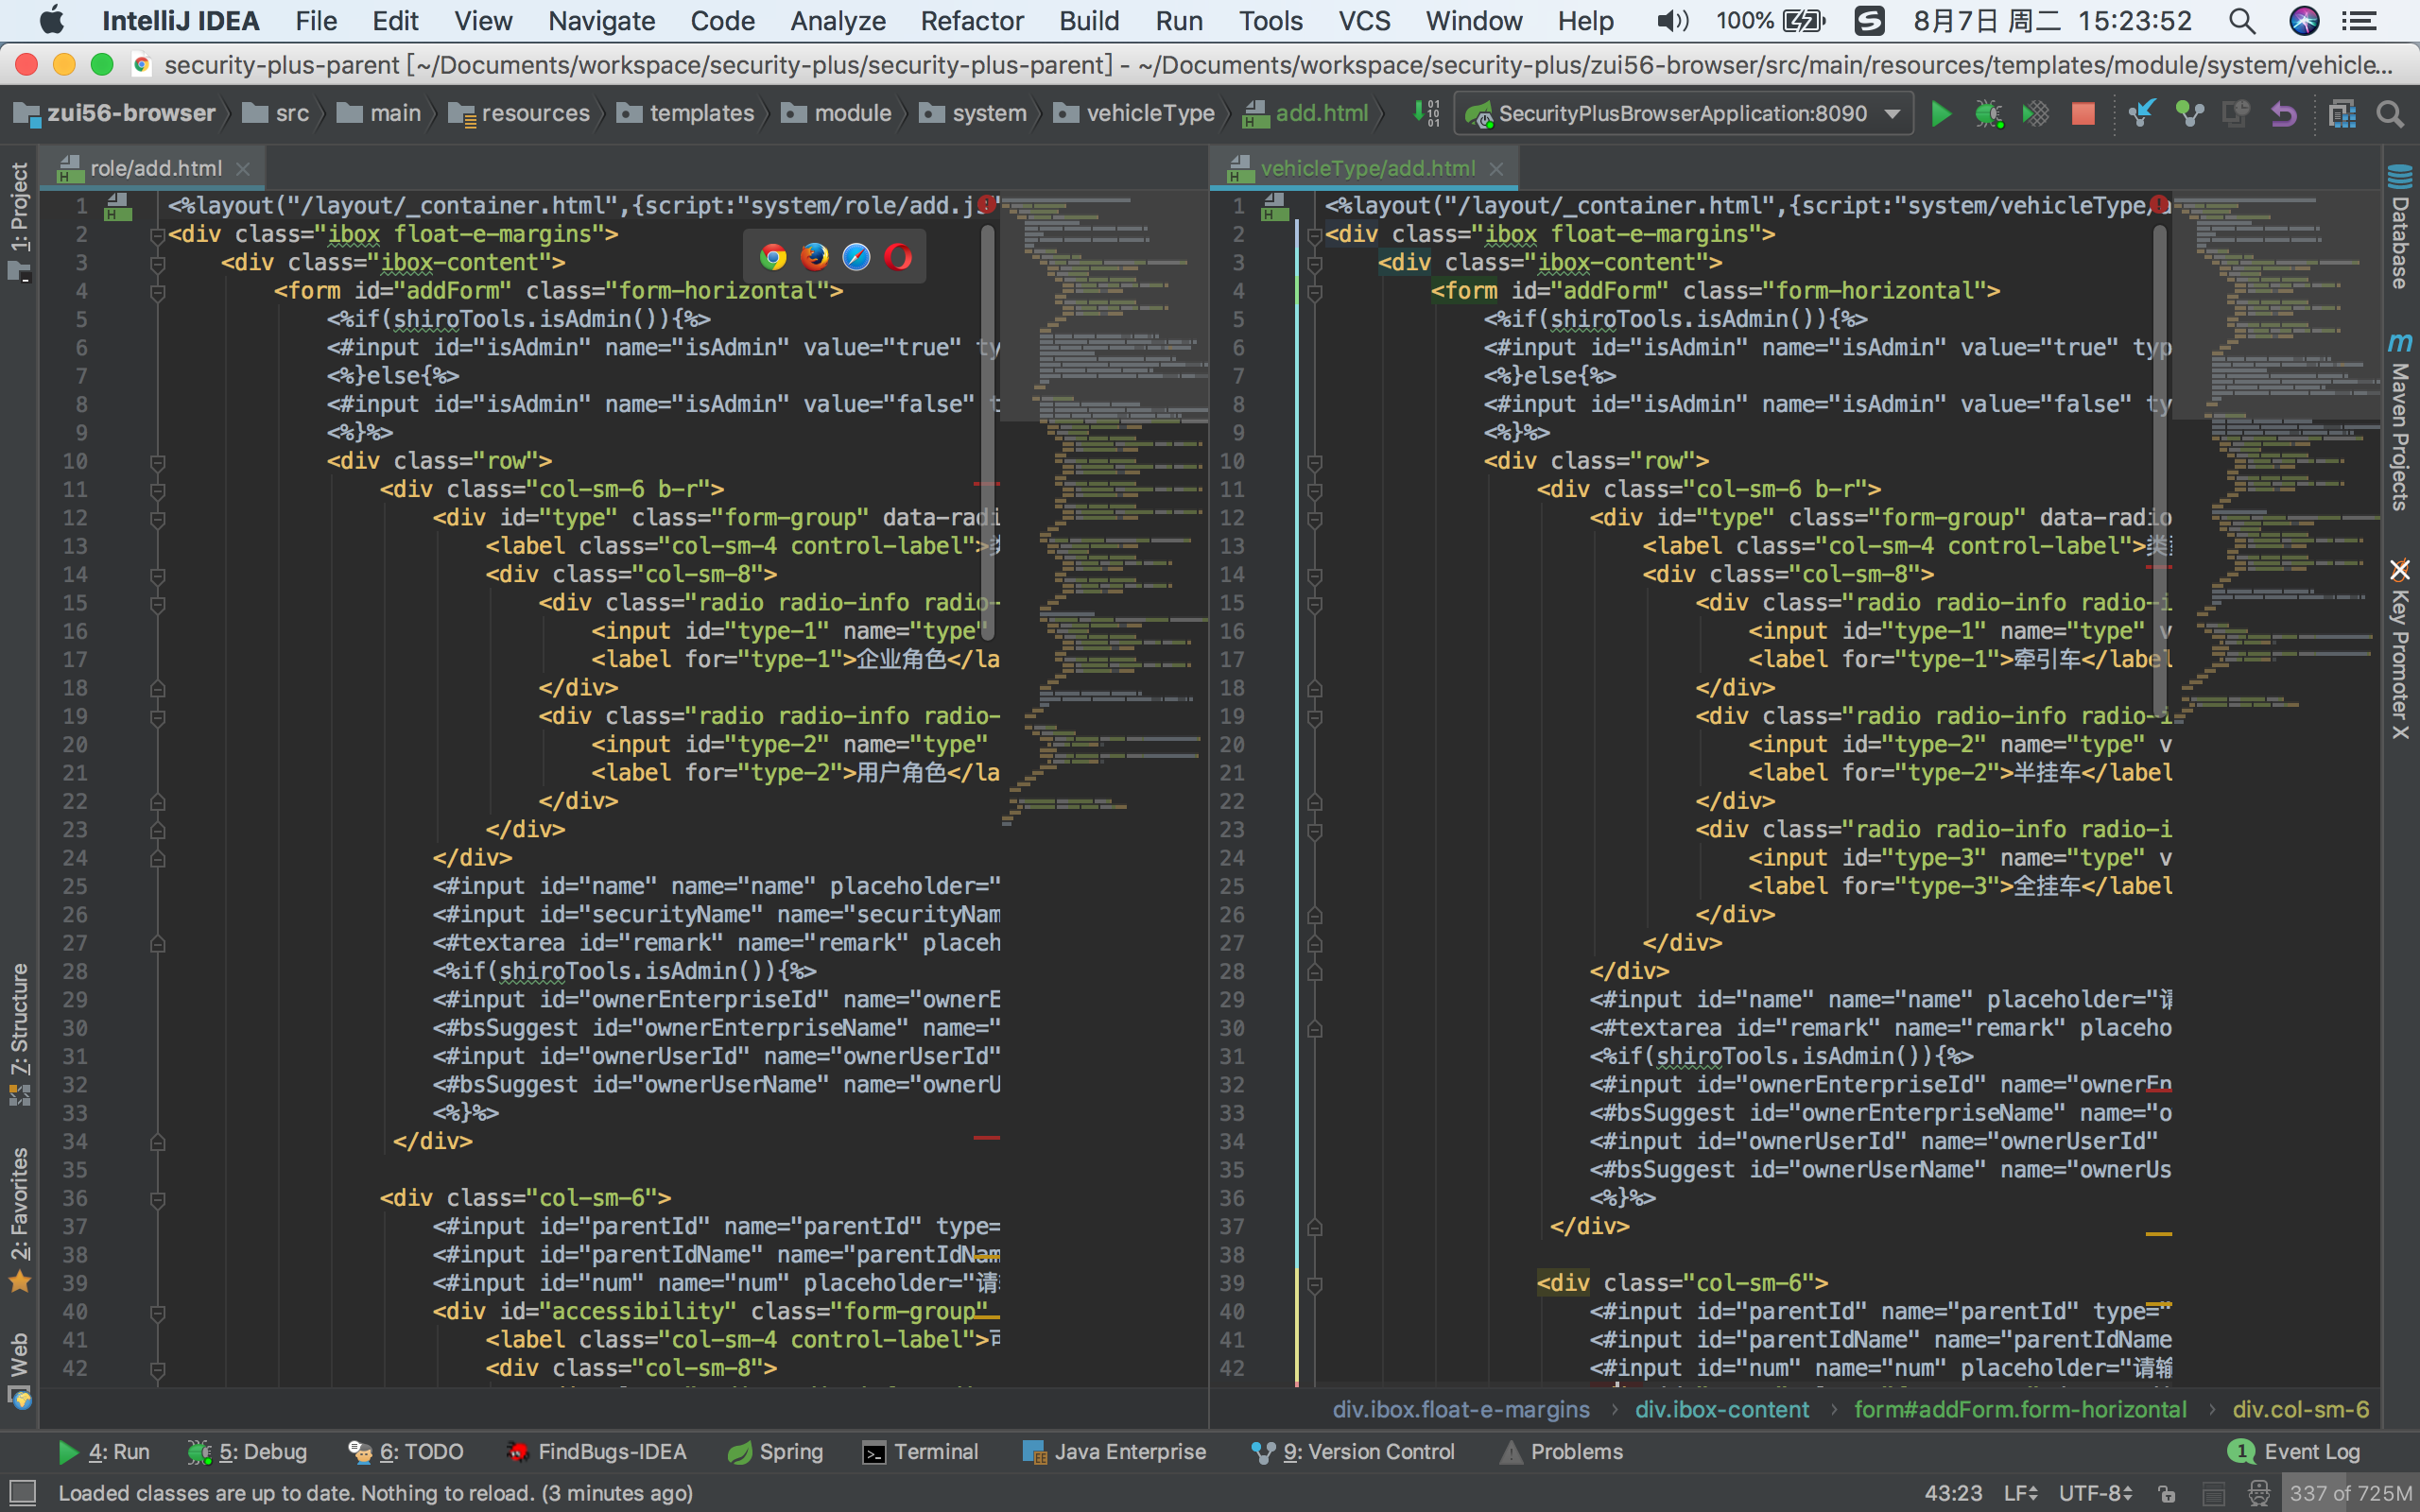 IntelliJ IDEA File Edit View Navigate Code Analyze Refactor Build Run Tools VCS Window Help 100% 8月7日 周二 15:23:52
security-plus-parent [~/Documents/workspace/security-plus/security-plus-parent] - ~/Documents/workspace/security-plus/zui56-browser/src/main/resources/templates/module/system/vehicle...
zui56-browser src main resources templates module system vehicleType add.html SecurityPlusBrowserApplication:8090
1: Project
Z: Structure
2: Favorites
Web
role/add.html
1 <%layout("/layout/_container.html",{script:"system/role/add.js"
2 <div class="ibox float-e-margins">
3 <div class="ibox-content">
4 <form id="addForm" class="form-horizontal">
5 <%if(shiroTools.isAdmin()){%>
6 <#input id="isAdmin" name="isAdmin" value="true" ty
7 <%}else{%>
8 <#input id="isAdmin" name="isAdmin" value="false" t
9 <%}%>
10 <div class="row">
11 <div class="col-sm-6 b-r">
12 <div id="type" class="form-group" data-radi
13 <label class="col-sm-4 control-label">
14 <div class="col-sm-8">
15 <div class="radio radio-info radio-
16 <input id="type-1" name="type"
17 <label for="type-1">企业角色</la
18 </div>
19 <div class="radio radio-info radio-
20 <input id="type-2" name="type"
21 <label for="type-2">用户角色</la
22 </div>
23 </div>
24 </div>
25 <#input id="name" name="name" placeholder="
26 <#input id="securityName" name="securityNam
27 <#textarea id="remark" name="remark" placeh
28 <%if(shiroTools.isAdmin()){%>
29 <#input id="ownerEnterpriseId" name="ownerE
30 <#bsSuggest id="ownerEnterpriseName" name="
31 <#input id="ownerUserId" name="ownerUserId"
32 <#bsSuggest id="ownerUserName" name="ownerU
33 <%}%>
34 </div>
35
36 <div class="col-sm-6">
37 <#input id="parentId" name="parentId" type=
38 <#input id="parentIdName" name="parentIdNam
39 <#input id="num" name="num" placeholder="请
40 <div id="accessibility" class="form-group"
41 <label class="col-sm-4 control-label">
42 <div class="col-sm-8">
vehicleType/add.html
1 <%layout("/layout/_container.html",{script:"system/vehicleType/a
2 <div class="ibox float-e-margins">
3 <div class="ibox-content">
4 <form id="addForm" class="form-horizontal">
5 <%if(shiroTools.isAdmin()){%>
6 <#input id="isAdmin" name="isAdmin" value="true" typ
7 <%}else{%>
8 <#input id="isAdmin" name="isAdmin" value="false" ty
9 <%}%>
10 <div class="row">
11 <div class="col-sm-6 b-r">
12 <div id="type" class="form-group" data-radio
13 <label class="col-sm-4 control-label">类
14 <div class="col-sm-8">
15 <div class="radio radio-info radio-i
16 <input id="type-1" name="type" v
17 <label for="type-1">牵引车</label
18 </div>
19 <div class="radio radio-info radio-i
20 <input id="type-2" name="type" v
21 <label for="type-2">半挂车</label
22 </div>
23 <div class="radio radio-info radio-i
24 <input id="type-3" name="type" v
25 <label for="type-3">全挂车</label
26 </div>
27 </div>
28 </div>
29 <#input id="name" name="name" placeholder="请
30 <#textarea id="remark" name="remark" placeho
31 <%if(shiroTools.isAdmin()){%>
32 <#input id="ownerEnterpriseId" name="ownerEn
33 <#bsSuggest id="ownerEnterpriseName" name="o
34 <#input id="ownerUserId" name="ownerUserId"
35 <#bsSuggest id="ownerUserName" name="ownerUs
36 <%}%>
37 </div>
38
39 <div class="col-sm-6">
40 <#input id="parentId" name="parentId" type="
41 <#input id="parentIdName" name="parentIdName
42 <#input id="num" name="num" placeholder="请输
Database
m Maven Projects
Key Promoter X
div.ibox.float-e-margins › div.ibox-content › form#addForm.form-horizontal › div.col-sm-6
4: Run 5: Debug 6: TODO FindBugs-IDEA Spring Terminal Java Enterprise 9: Version Control Problems 1 Event Log
Loaded classes are up to date. Nothing to reload. (3 minutes ago) 43:23 LF UTF-8 337 of 725M